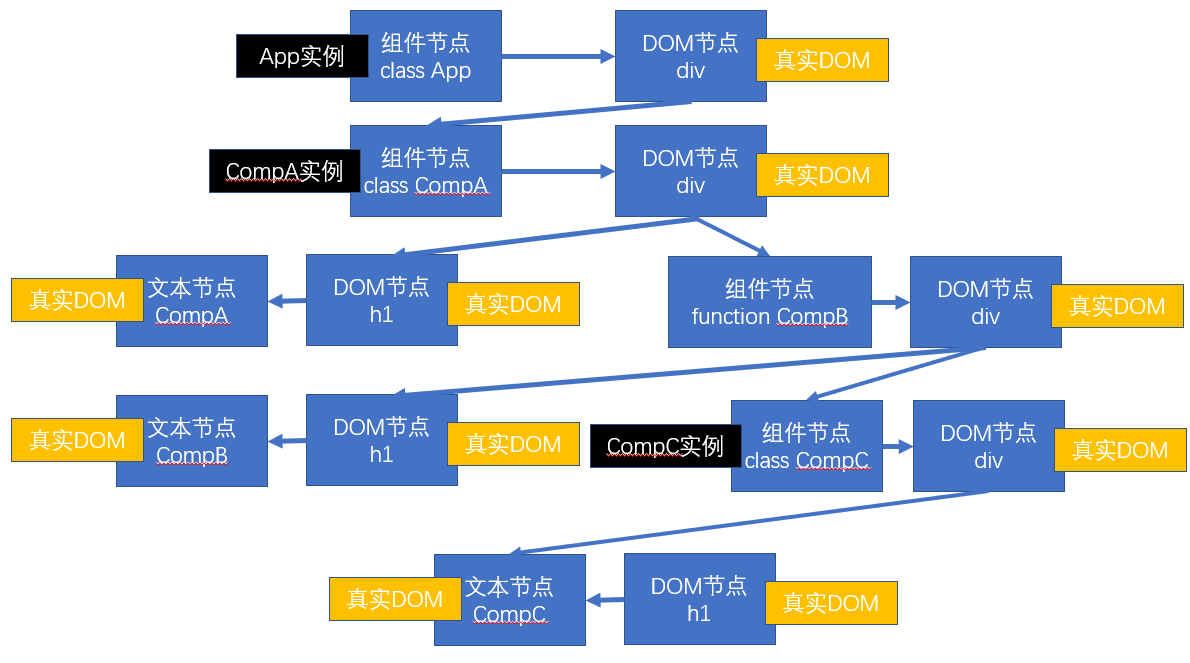 App实例
组件节点
class App
DOM节点
div
真实DOM
CompA实例
组件节点
class CompA
DOM节点
div
真实DOM
真实DOM
文本节点
CompA
DOM节点
h1
真实DOM
组件节点
function CompB
DOM节点
div
真实DOM
真实DOM
文本节点
CompB
DOM节点
h1
真实DOM
CompC实例
组件节点
class CompC
DOM节点
div
真实DOM
真实DOM
文本节点
CompC
DOM节点
h1
真实DOM